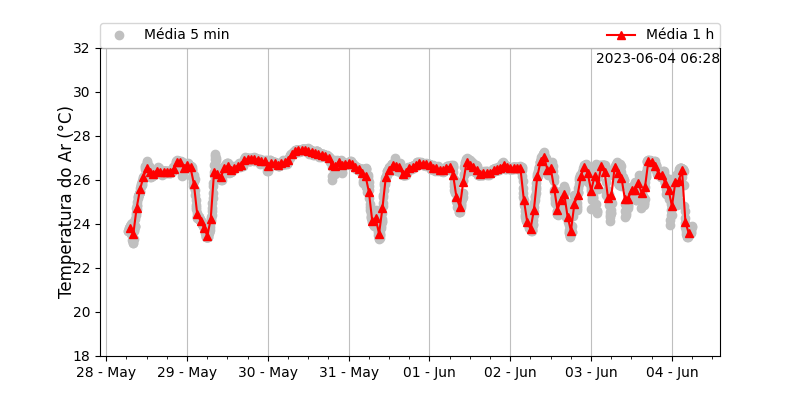 Média 5 min
Média 1 h
2023-06-04 06:28
Temperatura do Ar (°C)
32
30
28
26
24
22
20
18
28 - May
29 - May
30 - May
31 - May
01 - Jun
02 - Jun
03 - Jun
04 - Jun